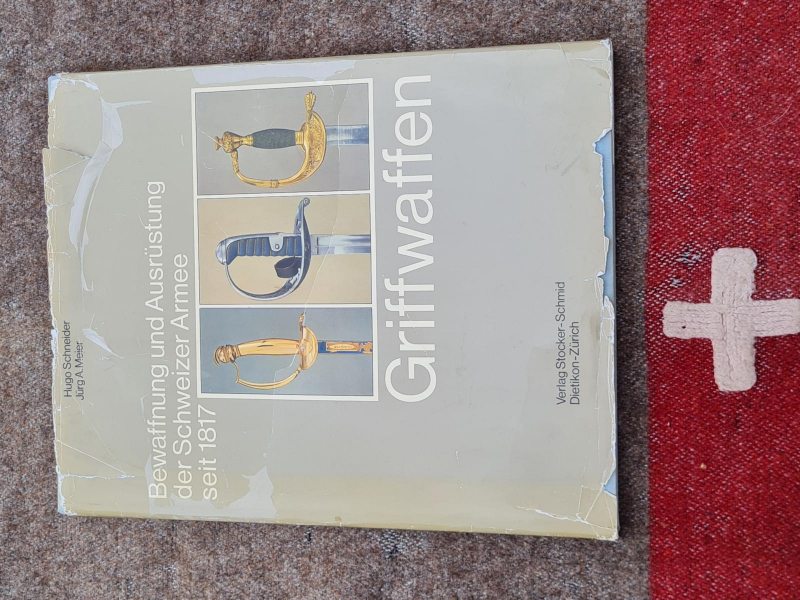 Hugo Schneider
Jürg A. Meier
Bewaffnung und Ausrüstung
der Schweizer Armee
seit 1817
Griffwaffen
Verlag Stocker-Schmid
Dietikon-Zürich